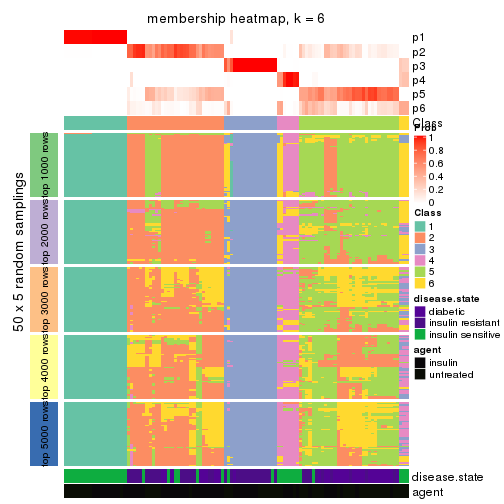 membership heatmap, k = 6
p1
p2
p3
p4
p5
p6
Class
Prob
1
0.8
0.6
0.4
0.2
0
Class
1
2
3
4
5
6
disease.state
diabetic
insulin resistant
insulin sensitive
agent
insulin
untreated
50 x 5 random samplings
top 1000 rows
top 2000 rows
top 3000 rows
top 4000 rows
top 5000 rows
disease.state
agent